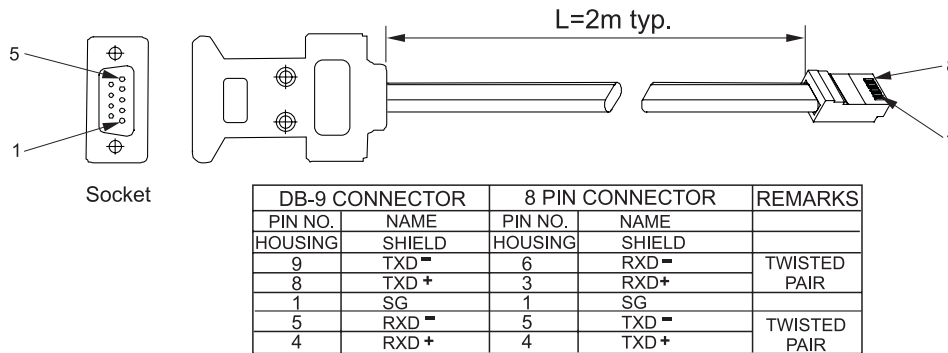 L=2m typ.
5
1
8
Socket
DB-9 CONNECTOR 8 PIN CONNECTOR REMARKS
PIN NO. NAME PIN NO. NAME
HOUSING SHIELD HOUSING SHIELD
9 TXD- 6 RXD- TWISTED
8 TXD+ 3 RXD+ PAIR
1 SG 1 SG
5 RXD- 5 TXD- TWISTED
4 RXD+ 4 TXD+ PAIR